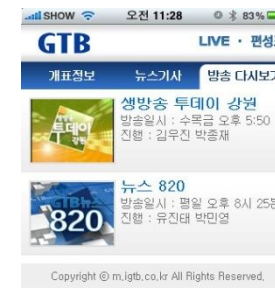 SHOW 오전 11:28 83%
GTB LIVE · 편성
개표정보 뉴스기사 방송 다시보기
생방송 투데이 강원
방송일시 : 수목금 오후 5:50
진행 : 김우진 박종재
투데이
뉴스 820
방송일시 : 평일 오후 8시 25분
진행 : 유진태 박민영
GTB뉴스
820
Copyright ⓒ m.igtb.co.kr All Rights Reserved.